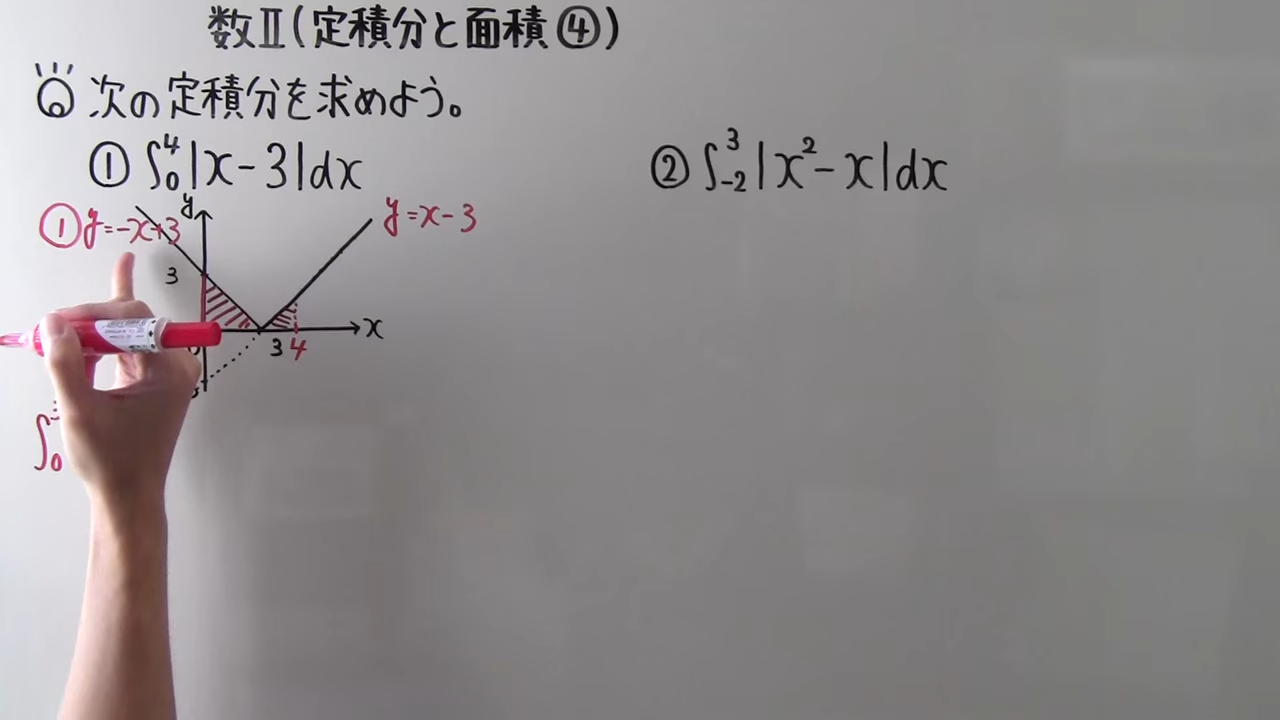 数Ⅱ(定積分と面積④)
次の定積分を求めよう。
① ∫₀⁴|x-3|dx
② ∫₋₂³|x²-x|dx
① y=-x+3
y
y=x-3
3
x
3 4
∫₀